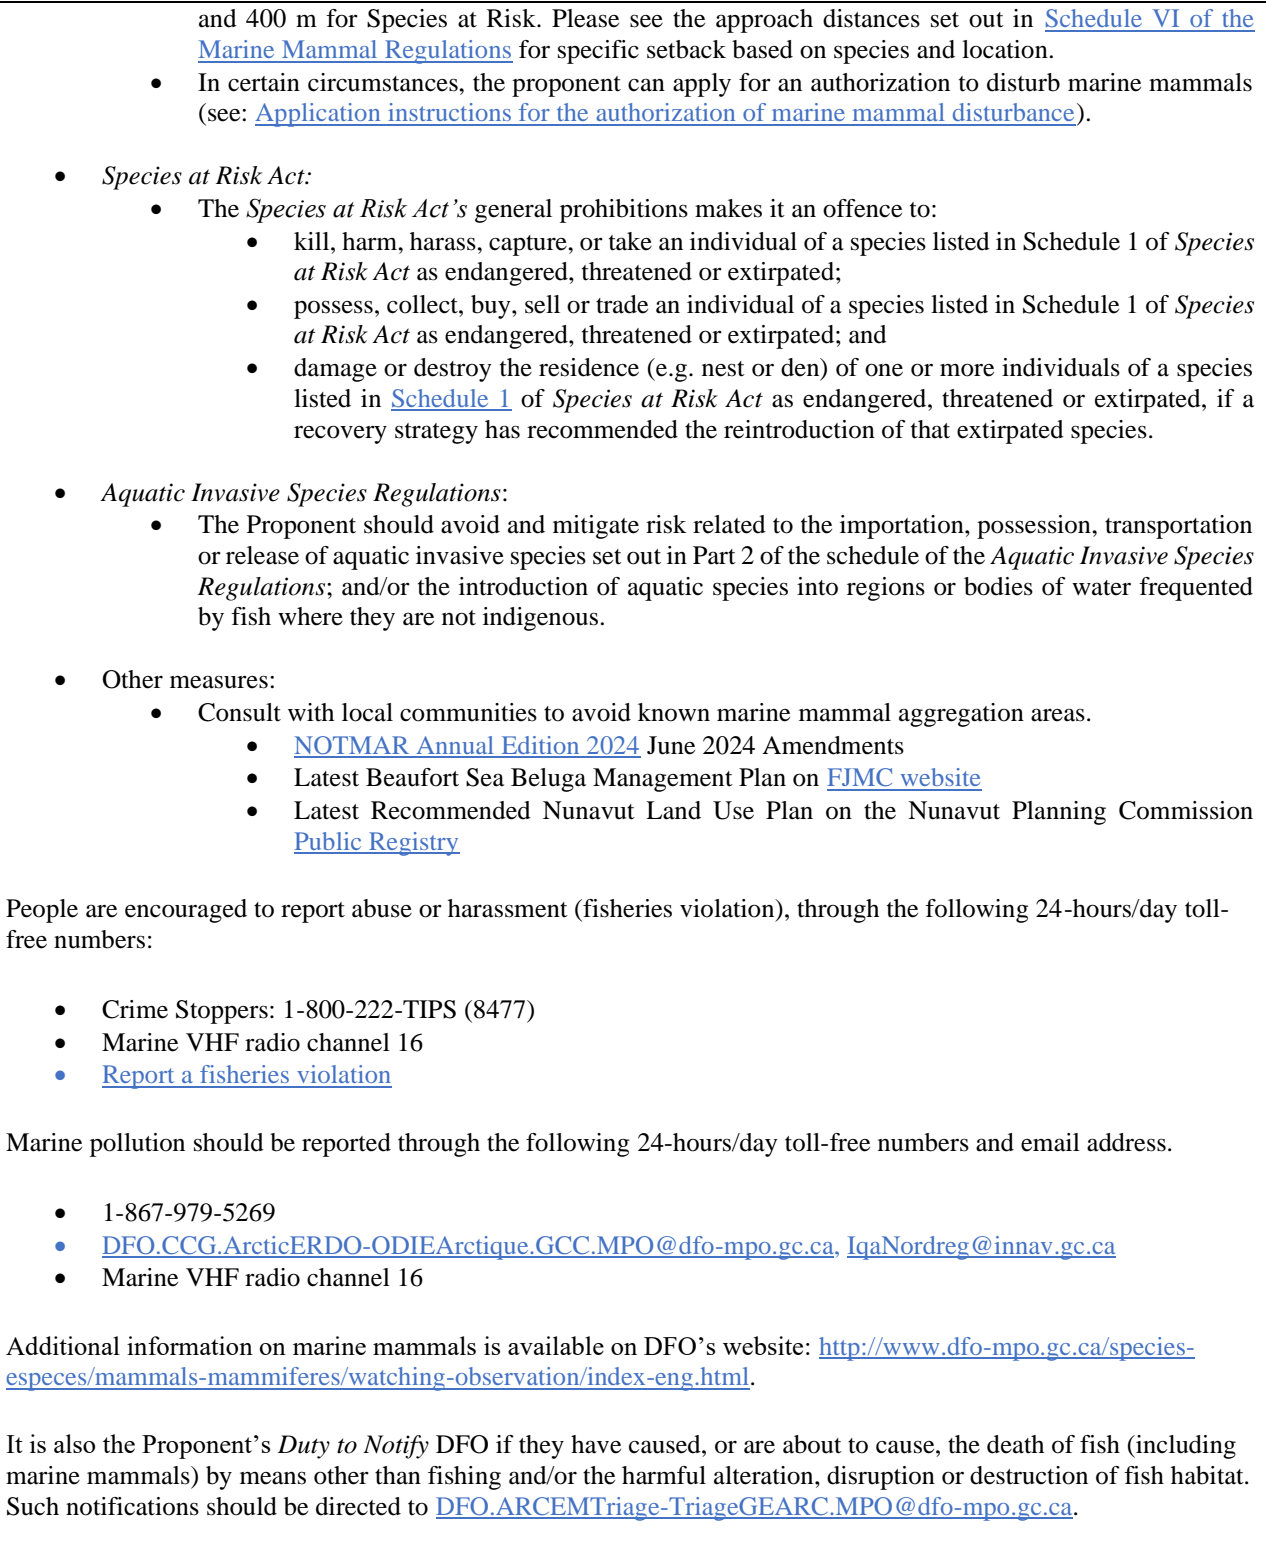 and 400 m for Species at Risk. Please see the approach distances set out in Schedule VI of the
Marine Mammal Regulations for specific setback based on species and location.
• In certain circumstances, the proponent can apply for an authorization to disturb marine mammals
(see: Application instructions for the authorization of marine mammal disturbance).
• Species at Risk Act:
• The Species at Risk Act’s general prohibitions makes it an offence to:
• kill, harm, harass, capture, or take an individual of a species listed in Schedule 1 of Species
at Risk Act as endangered, threatened or extirpated;
• possess, collect, buy, sell or trade an individual of a species listed in Schedule 1 of Species
at Risk Act as endangered, threatened or extirpated; and
• damage or destroy the residence (e.g. nest or den) of one or more individuals of a species
listed in Schedule 1 of Species at Risk Act as endangered, threatened or extirpated, if a
recovery strategy has recommended the reintroduction of that extirpated species.
• Aquatic Invasive Species Regulations:
• The Proponent should avoid and mitigate risk related to the importation, possession, transportation
or release of aquatic invasive species set out in Part 2 of the schedule of the Aquatic Invasive Species
Regulations; and/or the introduction of aquatic species into regions or bodies of water frequented
by fish where they are not indigenous.
• Other measures:
• Consult with local communities to avoid known marine mammal aggregation areas.
• NOTMAR Annual Edition 2024 June 2024 Amendments
• Latest Beaufort Sea Beluga Management Plan on FJMC website
• Latest Recommended Nunavut Land Use Plan on the Nunavut Planning Commission
Public Registry
People are encouraged to report abuse or harassment (fisheries violation), through the following 24-hours/day toll-
free numbers:
• Crime Stoppers: 1-800-222-TIPS (8477)
• Marine VHF radio channel 16
• Report a fisheries violation
Marine pollution should be reported through the following 24-hours/day toll-free numbers and email address.
• 1-867-979-5269
• DFO.CCG.ArcticERDO-ODIEArctique.GCC.MPO@dfo-mpo.gc.ca, IqaNordreg@innav.gc.ca
• Marine VHF radio channel 16
Additional information on marine mammals is available on DFO’s website: http://www.dfo-mpo.gc.ca/species-
especes/mammals-mammiferes/watching-observation/index-eng.html.
It is also the Proponent’s Duty to Notify DFO if they have caused, or are about to cause, the death of fish (including
marine mammals) by means other than fishing and/or the harmful alteration, disruption or destruction of fish habitat.
Such notifications should be directed to DFO.ARCEMTriage-TriageGEARC.MPO@dfo-mpo.gc.ca.